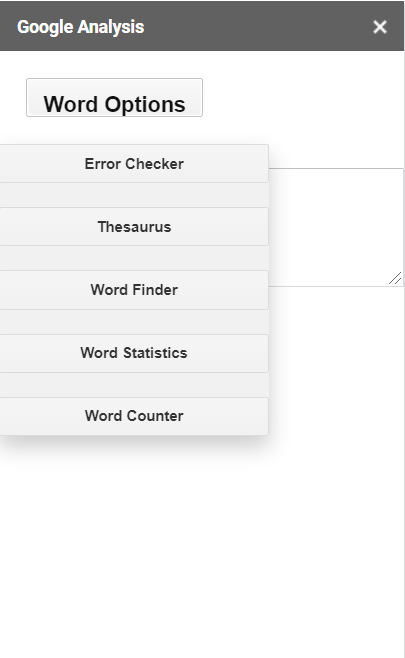 Google Analysis
Word Options
Error Checker
Thesaurus
Word Finder
Word Statistics
Word Counter